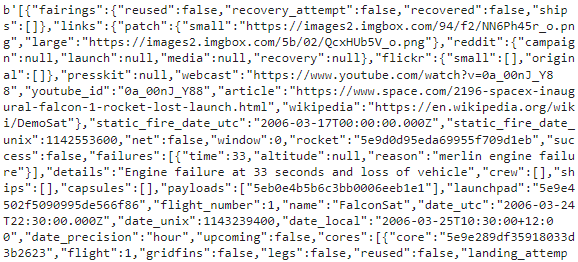 b'[{"fairings":{"reused":false,"recovery_attempt":false,"recovered":false,"ship
s":[]},"links":{"patch":{"small":"https://images2.imgbox.com/94/f2/NN6Ph45r_o.pn
g","large":"https://images2.imgbox.com/5b/02/QcxHUb5V_o.png"},"reddit":{"campaig
n":null,"launch":null,"media":null,"recovery":null},"flickr":{"small":[],"origin
al":[]},"presskit":null,"webcast":"https://www.youtube.com/watch?v=0a_00nJ_Y8
8","youtube_id":"0a_00nJ_Y88","article":"https://www.space.com/2196-spacex-inaug
ural-falcon-1-rocket-lost-launch.html","wikipedia":"https://en.wikipedia.org/wik
i/DemoSat"},"static_fire_date_utc":"2006-03-17T00:00:00.000Z","static_fire_date_
unix":1142553600,"net":false,"window":0,"rocket":"5e9d0d95eda69955f709d1eb","suc
cess":false,"failures":[{"time":33,"altitude":null,"reason":"merlin engine failu
re"}],"details":"Engine failure at 33 seconds and loss of vehicle","crew":[],"sh
ips":[],"capsules":[],"payloads":["5eb0e4b5b6c3bb0006eeb1e1"],"launchpad":"5e9e4
502f5090995de566f86","flight_number":1,"name":"FalconSat","date_utc":"2006-03-24
T22:30:00.000Z","date_unix":1143239400,"date_local":"2006-03-25T10:30:00+12:0
0","date_precision":"hour","upcoming":false,"cores":[{"core":"5e9e289df35918033d
3b2623","flight":1,"gridfins":false,"legs":false,"reused":false,"landing_attemp